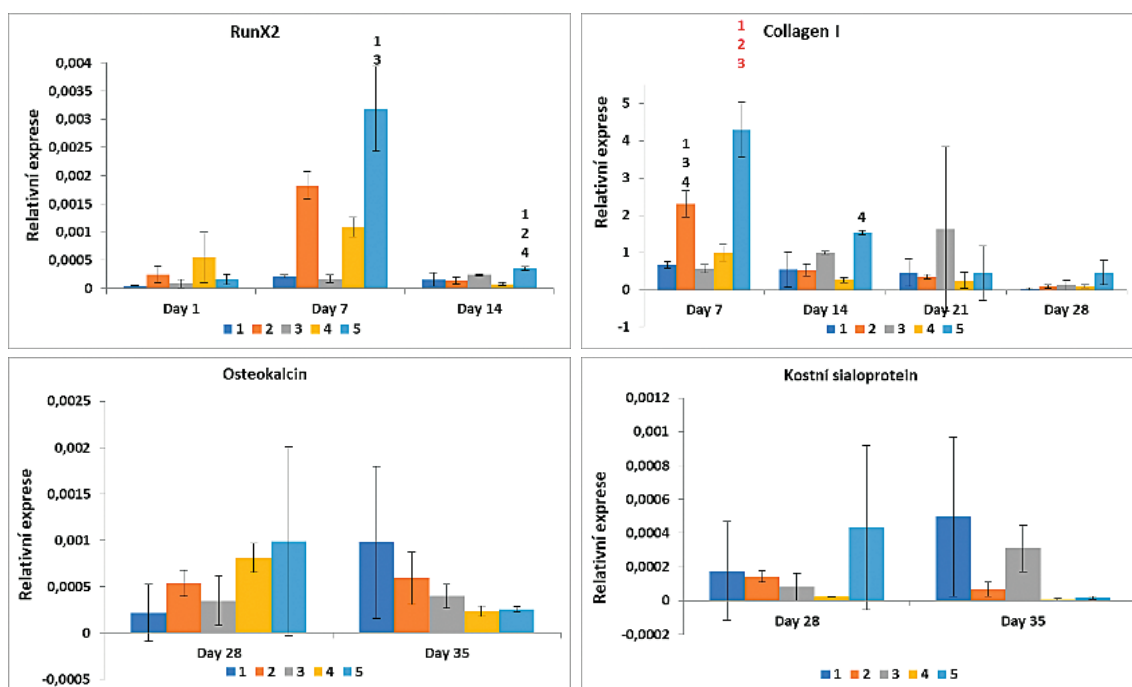 RunX2
1
3
0,004
0,0035
0,003
0,0025
0,002
0,0015
0,001
0,0005
0
Relativní exprese
1
2
4
Day 1
Day 7
Day 14
1 2 3 4 5
Collagen I
1
2
3
5
4
3
2
1
0
-1
Relativní exprese
1
3
4
4
Day 7
Day 14
Day 21
Day 28
1 2 3 4 5
Osteokalcin
0,0025
0,002
0,0015
0,001
0,0005
0
-0,0005
Relativní exprese
Day 28
Day 35
1 2 3 4 5
Kostní sialoprotein
0,0012
0,001
0,0008
0,0006
0,0004
0,0002
0
-0,0002
Relativní exprese
Day 28
Day 35
1 2 3 4 5